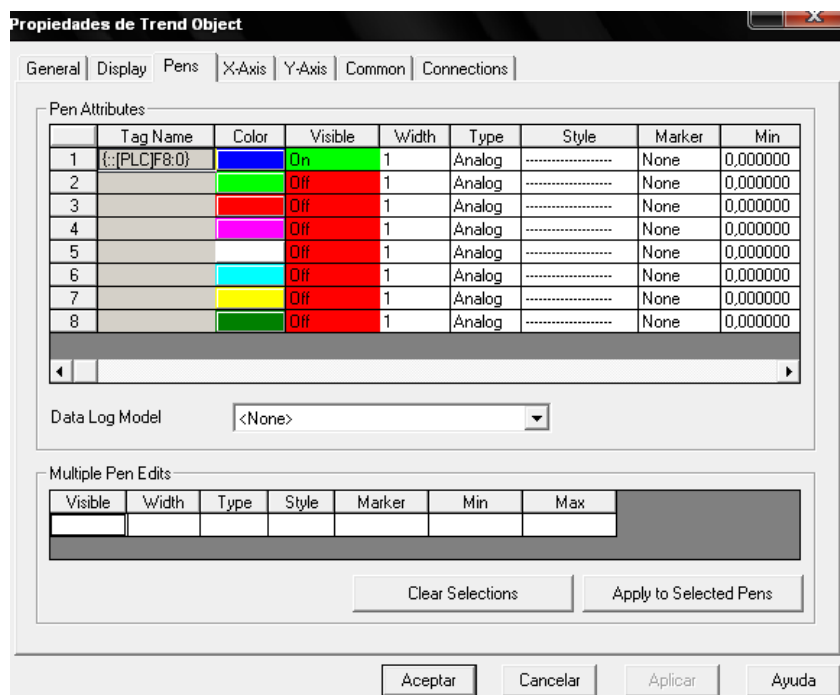 Propiedades de Trend Object
General Display Pens X-Axis Y-Axis Common Connections
Pen Attributes
Tag Name Color Visible Width Type Style Marker Min
1 {::[PLC]F8:0} On 1 Analog -------------------- None 0,000000
2 Off 1 Analog -------------------- None 0,000000
3 Off 1 Analog -------------------- None 0,000000
4 Off 1 Analog -------------------- None 0,000000
5 Off 1 Analog -------------------- None 0,000000
6 Off 1 Analog -------------------- None 0,000000
7 Off 1 Analog -------------------- None 0,000000
8 Off 1 Analog -------------------- None 0,000000
Data Log Model <None>
Multiple Pen Edits
Visible Width Type Style Marker Min Max
Clear Selections Apply to Selected Pens
Aceptar Cancelar Aplicar Ayuda